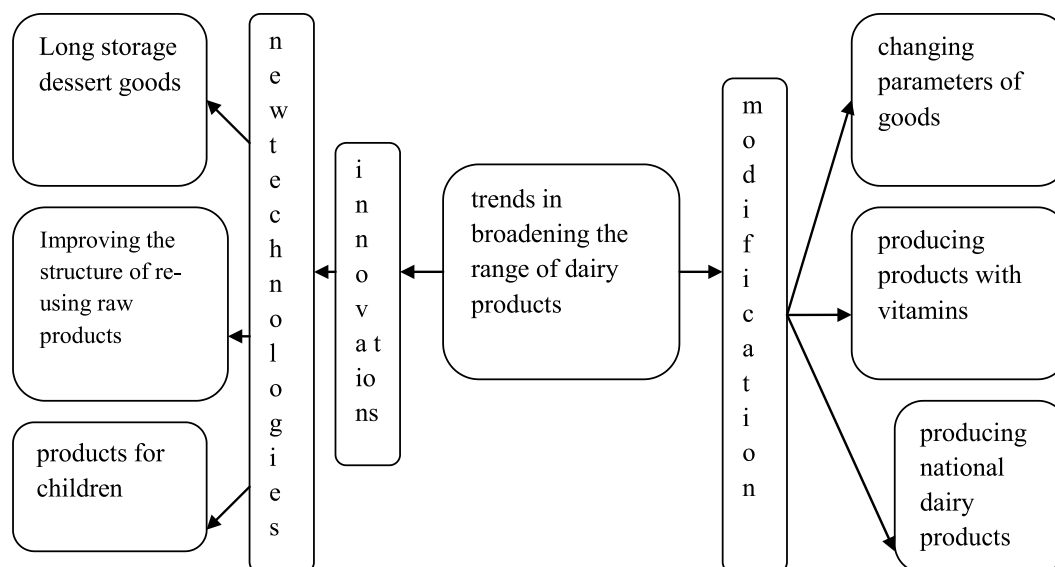 Long storage
dessert goods
Improving the
structure of re-
using raw
products
products for
children
n
e
w
t
e
c
h
n
o
l
o
g
i
e
s
i
n
n
o
v
a t
io
ns
trends in
broadening the
range of dairy
products
m
o
d
i
f
i
c
a
t
i
o
n
changing
parameters of
goods
producing
products with
vitamins
producing
national
dairy
products